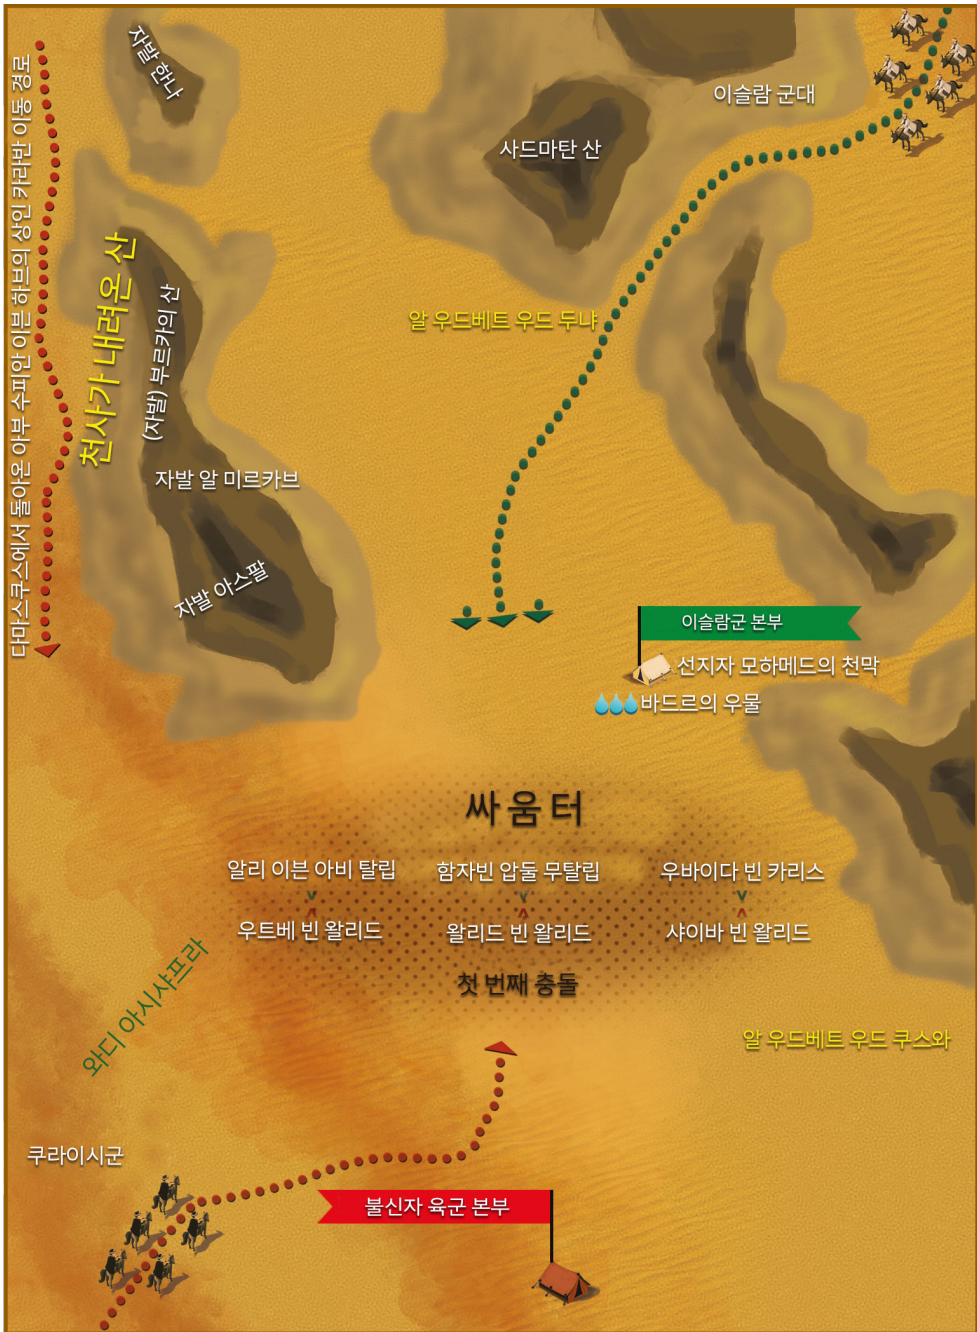 자발 한나
다마스쿠스에서 돌아온 아부 수피안 이븐 하브의 상인 카라반 이동 경로
이슬람 군대
사드마탄 산
천사가 내려온 산
(자발) 부르카의 산
알 우드베트 우드 두냐
자발 알 미르카브
자발 아스팔
이슬람군 본부
선지자 모하메드의 천막
바드르의 우물
싸움터
알리 이븐 아비 탈립
함자빈 압둘 무탈립
우바이다 빈 카리스
우트베 빈 왈리드
왈리드 빈 왈리드
샤이바 빈 왈리드
첫 번째 충돌
와디 아시샤프라
알 우드베트 우드 쿠스와
쿠라이시군
불신자 육군 본부